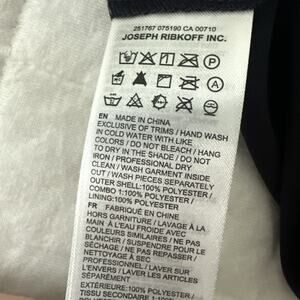 251767 075190 CA 00710
JOSEPH RIBKOFF INC.
EN MADE IN CHINA
EXCLUSIVE OF TRIMS / HAND WASH
IN COLD WATER WITH LIKE
COLORS / DO NOT BLEACH / HANG
TO DRY IN THE SHADE / DO NOT
IRON / PROFESSIONAL DRY
CLEAN / WASH GARMENT INSIDE
OUT / WASH PIECES SEPARATELY
OUTER SHELL:100% POLYESTER /
COMBO 1:100% POLYESTER /
LINING:100% POLYESTER
FR FABRIQUÉ EN CHINE
HORS GARNITURE / LAVAGE À LA
MAIN EAU FROIDE AVEC
COULEURS SIMILAIRES / NE PAS
BLANCHIR / SUSPENDRE POUR LE
SÉCHAGE / NE PAS REPASSER /
NETTOYAGE À SEC
PROFESSIONNEL / LAVER À
L'ENVERS / LAVER LES ARTICLES
SÉPARÉMENT
EXTÉRIEUR:100% POLYESTER /
TISSU SECONDAIRE 1:100%